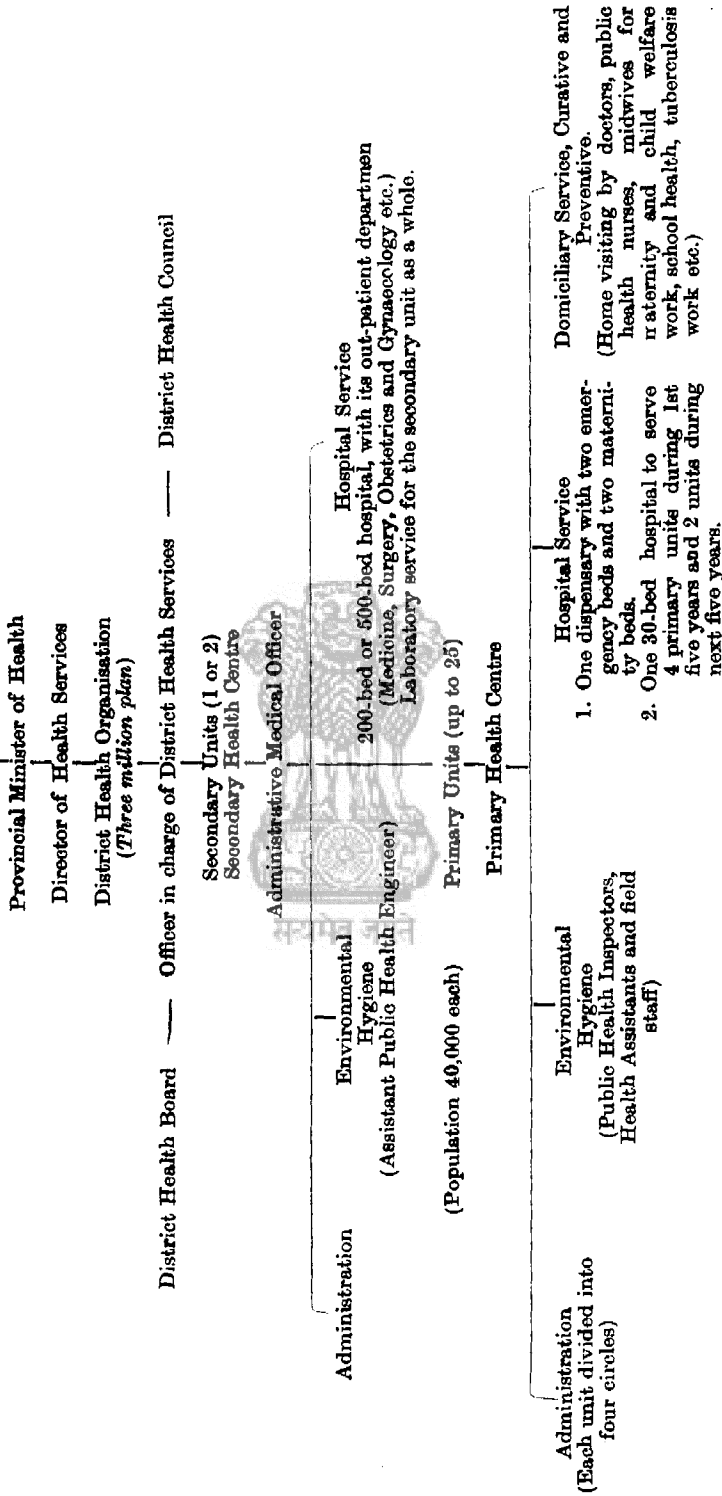 Provincial Minister of Health
Director of Health Services
District Health Organisation
(Three million plan)
District Health Board — Officer in charge of District Health Services — District Health Council
Secondary Units (1 or 2)
Secondary Health Centre
Administrative Medical Officer
Administration
Environmental
Hygiene
(Assistant Public Health Engineer)
Hospital Service
200-bed or 500-bed hospital, with its out-patient departmen
(Medicine, Surgery, Obstetrics and Gynaecology etc.)
Laboratory service for the secondary unit as a whole.
(Population 40,000 each)
Primary Units (up to 25)
Primary Health Centre
Administration
(Each unit divided into
four circles)
Environmental
Hygiene
(Public Health Inspectors,
Health Assistants and field
staff)
Hospital Service
1. One dispensary with two emer-
gency beds and two materni-
ty beds.
2. One 30-bed hospital to serve
4 primary units during 1st
five years and 2 units during
next five years.
Domiciliary Service, Curative and
Preventive.
(Home visiting by doctors, public
health nurses, midwives for
maternity and child welfare
work, school health, tuberculosis
work etc.)
सत्यमेव जयते